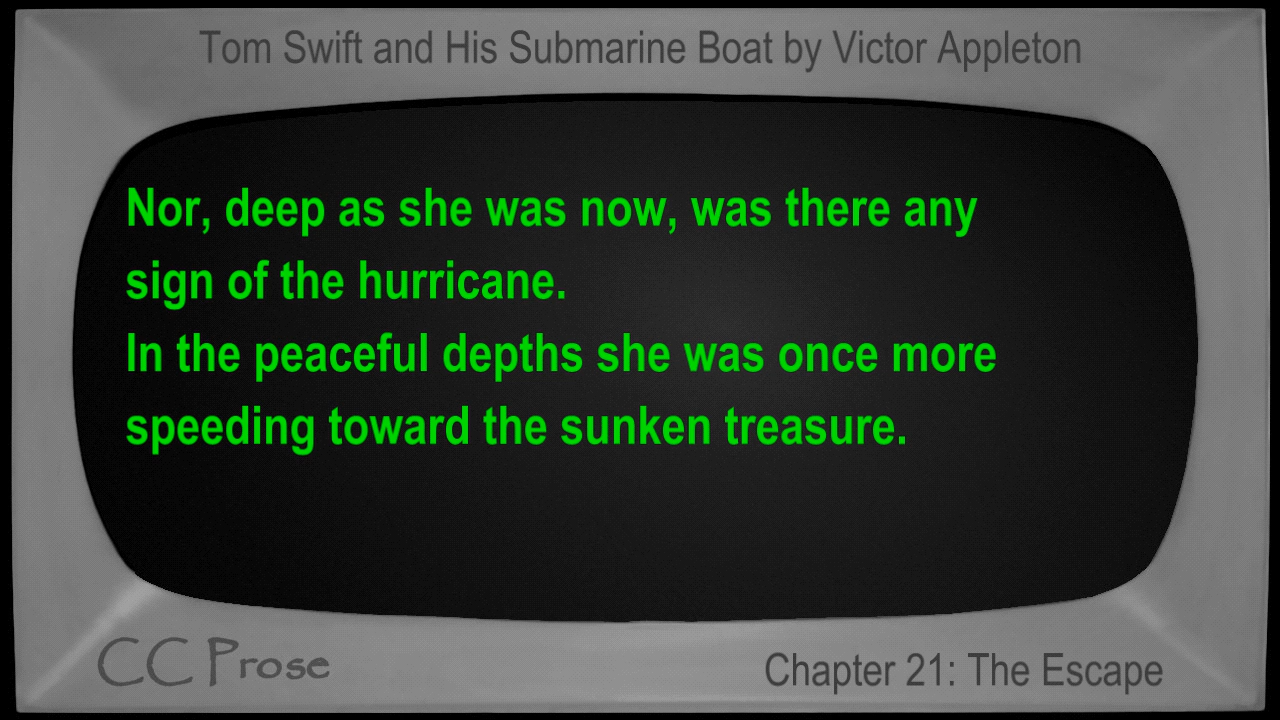 Tom Swift and His Submarine Boat by Victor Appleton
Nor, deep as she was now, was there any
sign of the hurricane.
In the peaceful depths she was once more
speeding toward the sunken treasure.
CC Prose
Chapter 21: The Escape